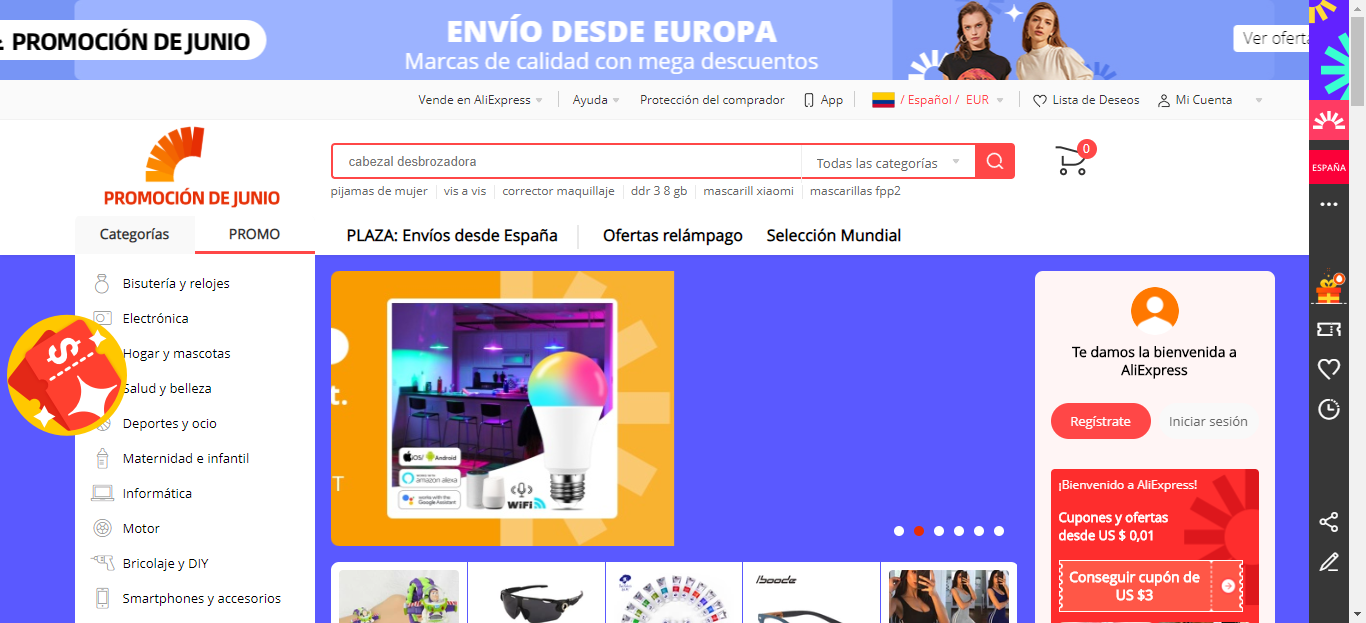 PROMOCIÓN DE JUNIO
ENVÍO DESDE EUROPA
Marcas de calidad con mega descuentos
Ver oferta
Vende en AliExpress
Ayuda
Protección del comprador
App
/ Español / EUR
Lista de Deseos
Mi Cuenta
PROMOCIÓN DE JUNIO
cabezal desbrozadora
Todas las categorías
0
pijamas de mujer
vis a vis
corrector maquillaje
ddr 3 8 gb
mascarill xiaomi
mascarillas fpp2
ESPAÑA
Categorías
PROMO
PLAZA: Envíos desde España
Ofertas relámpago
Selección Mundial
Bisutería y relojes
Electrónica
Hogar y mascotas
Salud y belleza
Deportes y ocio
Maternidad e infantil
Informática
Motor
Bricolaje y DIY
Smartphones y accesorios
$
t.
T
iOS/ Android
works with
amazon alexa
works with the
Google Assistant
WiFi
Te damos la bienvenida a
AliExpress
Regístrate
Iniciar sesión
¡Bienvenido a AliExpress!
Cupones y ofertas
desde US $ 0,01
Conseguir cupón de
US $3